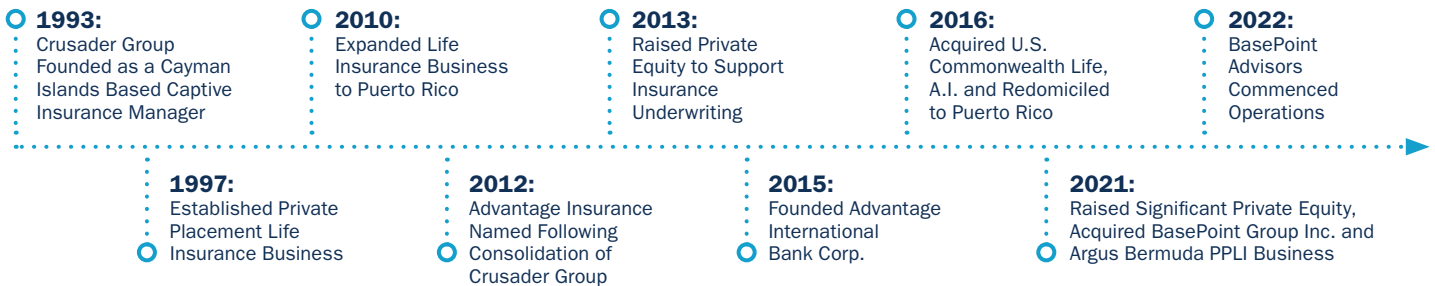 1993:
Crusader Group
Founded as a Cayman
Islands Based Captive
Insurance Manager
1997:
Established Private
Placement Life
Insurance Business
2010:
Expanded Life
Insurance Business
to Puerto Rico
2012:
Advantage Insurance
Named Following
Consolidation of
Crusader Group
2013:
Raised Private
Equity to Support
Insurance
Underwriting
2015:
Founded Advantage
International
Bank Corp.
2016:
Acquired U.S.
Commonwealth Life,
A.I. and Redomiciled
to Puerto Rico
2021:
Raised Significant Private Equity,
Acquired BasePoint Group Inc. and
Argus Bermuda PPLI Business
2022:
BasePoint
Advisors
Commenced
Operations